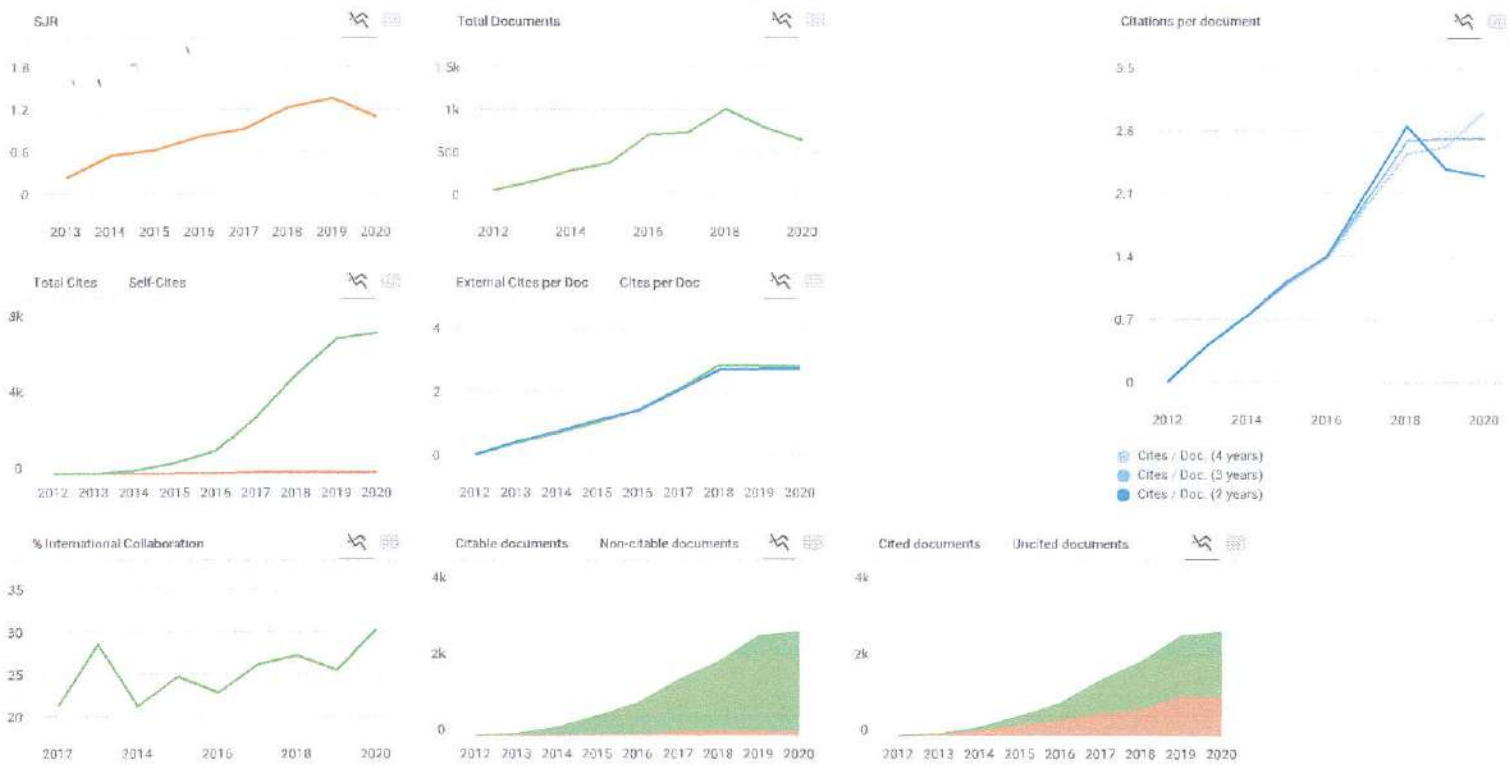 SJR
1.8
1.2
0.6
0
2013 2014 2015 2016 2017 2018 2019 2020
Total Documents
1.5k
1k
500
0
2012 2014 2016 2018 2020
Citations per document
3.5
2.8
2.1
1.4
0.7
0
2012 2014 2016 2018 2020
Cites / Doc. (4 years)
Cites / Doc. (3 years)
Cites / Doc. (2 years)
Total Cites Self-Cites
8k
4k
0
2012 2013 2014 2015 2016 2017 2018 2019 2020
External Cites per Doc Cites per Doc
4
2
0
2012 2013 2014 2015 2016 2017 2018 2019 2020
% International Collaboration
35
30
25
20
2012 2014 2016 2018 2020
Citable documents Non-citable documents
4k
2k
0
2012 2013 2014 2015 2016 2017 2018 2019 2020
Cited documents Uncited documents
4k
2k
0
2012 2013 2014 2015 2016 2017 2018 2019 2020